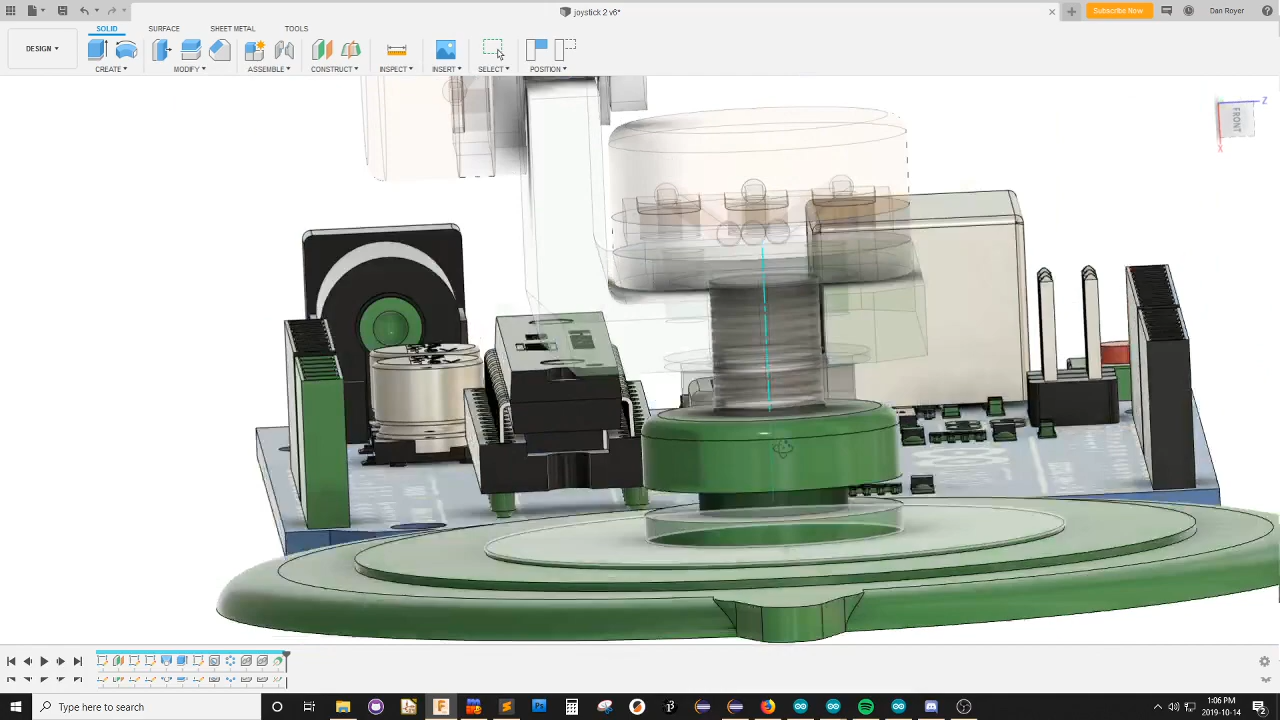 joystick 2 v6*
Subscribe Now
Dan Royer
DESIGN
SOLID
SURFACE
SHEET METAL
TOOLS
CREATE
MODIFY
ASSEMBLE
CONSTRUCT
INSPECT
INSERT
SELECT
POSITION
Z
FRONT
X
Type here to search
1:06 PM
2019-10-14